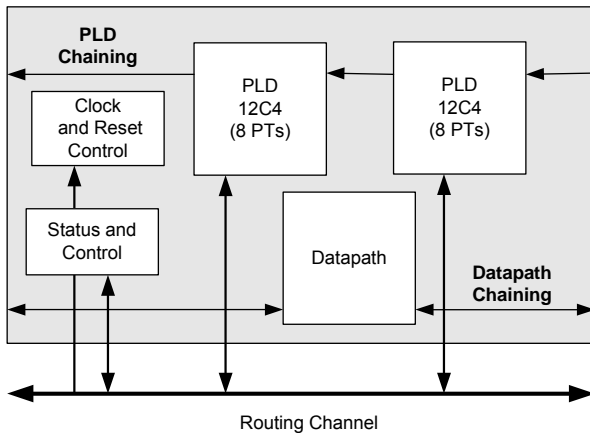 PLD
Chaining
PLD
12C4
(8 PTs)
PLD
12C4
(8 PTs)
Clock
and Reset
Control
Status and
Control
Datapath
Datapath
Chaining
Routing Channel